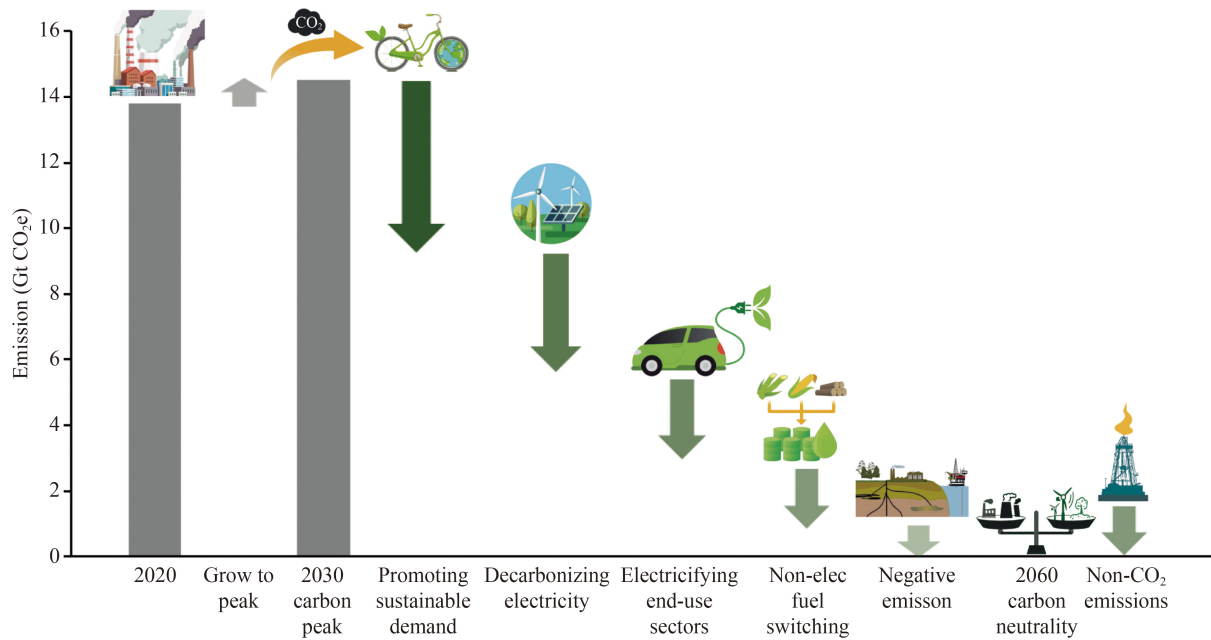 Emission (Gt CO₂e)
16
14
12
10
8
6
4
2
0
CO₂
2020
Grow to
peak
2030
carbon
peak
Promoting
sustainable
demand
Decarbonizing
electricity
Electricifying
end-use
sectors
Non-elec
fuel
switching
Negative
emisson
2060
carbon
neutrality
Non-CO₂
emissions